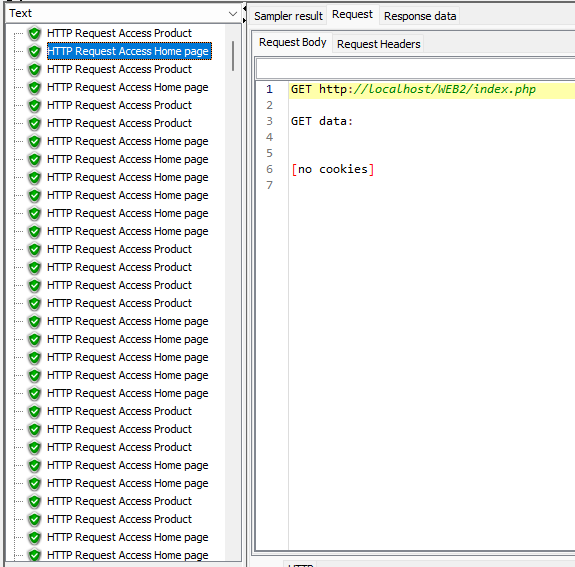 Text
HTTP Request Access Product
HTTP Request Access Home page
HTTP Request Access Product
HTTP Request Access Home page
HTTP Request Access Product
HTTP Request Access Product
HTTP Request Access Home page
HTTP Request Access Home page
HTTP Request Access Home page
HTTP Request Access Home page
HTTP Request Access Home page
HTTP Request Access Home page
HTTP Request Access Product
HTTP Request Access Product
HTTP Request Access Product
HTTP Request Access Product
HTTP Request Access Home page
HTTP Request Access Home page
HTTP Request Access Home page
HTTP Request Access Home page
HTTP Request Access Home page
HTTP Request Access Product
HTTP Request Access Product
HTTP Request Access Product
HTTP Request Access Home page
HTTP Request Access Home page
HTTP Request Access Product
HTTP Request Access Product
HTTP Request Access Home page
HTTP Request Access Home page
Sampler result Request Response data
Request Body Request Headers
1 GET http://localhost/WEB2/index.php
2
3 GET data:
4
5
6 [no cookies]
7